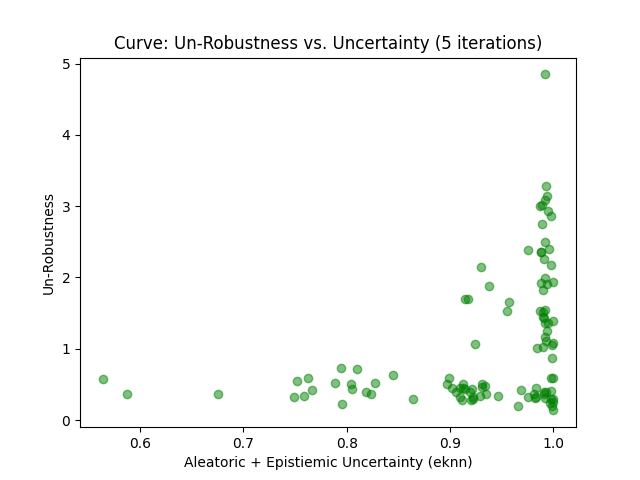 Curve: Un-Robustness vs. Uncertainty (5 iterations)
5
4
3
2
1
0
Un-Robustness
0.6 0.7 0.8 0.9 1.0
Aleatoric + Epistiemic Uncertainty (eknn)